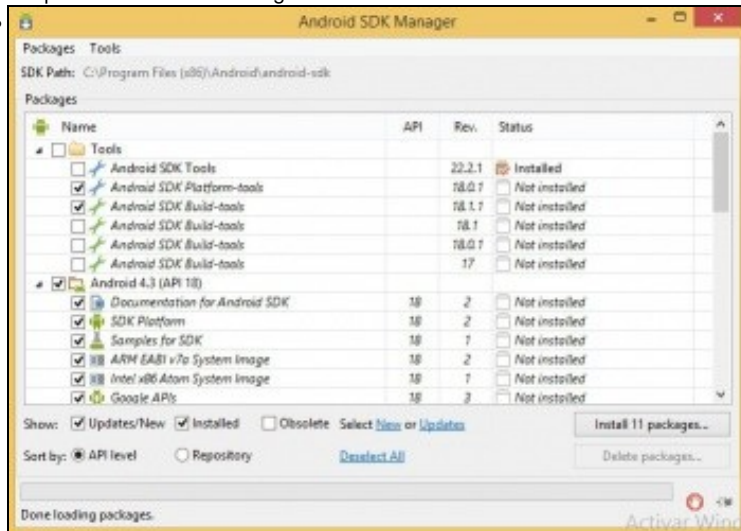 Android SDK Manager
Packages Tools
SDK Path: C:\Program Files (x86)\Android\android-sdk
Packages
Name API Rev. Status
Tools
Android SDK Tools 22.2.1 Installed
Android SDK Platform-tools 18.0.1 Not installed
Android SDK Build-tools 18.1.1 Not installed
Android SDK Build-tools 18.1 Not installed
Android SDK Build-tools 18.0.1 Not installed
Android SDK Build-tools 17 Not installed
Android 4.3 (API 18)
Documentation for Android SDK 18 2 Not installed
SDK Platform 18 2 Not installed
Samples for SDK 18 1 Not installed
ARM EABI v7a System Image 18 2 Not installed
Intel x86 Atom System Image 18 1 Not installed
Google APIs 18 3 Not installed
Show: Updates/New Installed Obsolete Select New or Updates Install 11 packages...
Sort by: API level Repository Deselect All Delete packages...
Done loading packages.
Activar Wind